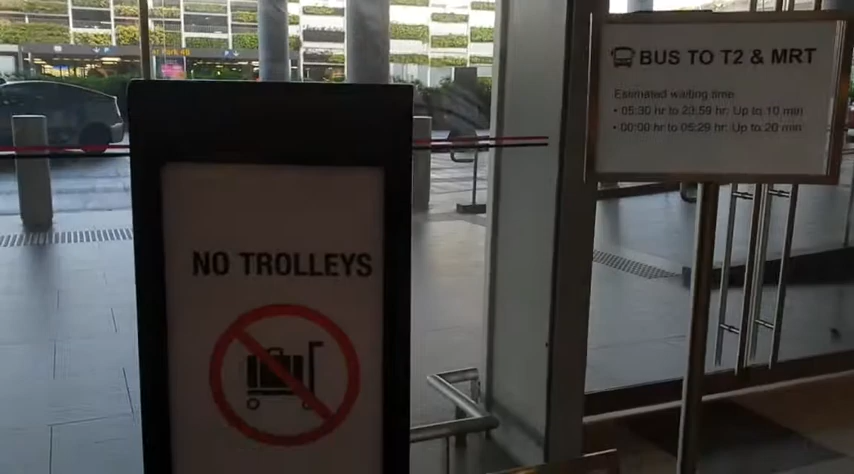 NO TROLLEYS
BUS TO T2 & MRT
Estimated waiting time
• 05:30 hr to 23:59 hr: Up to 10 min
• 00:00 hr to 05:29 hr: Up to 20 min